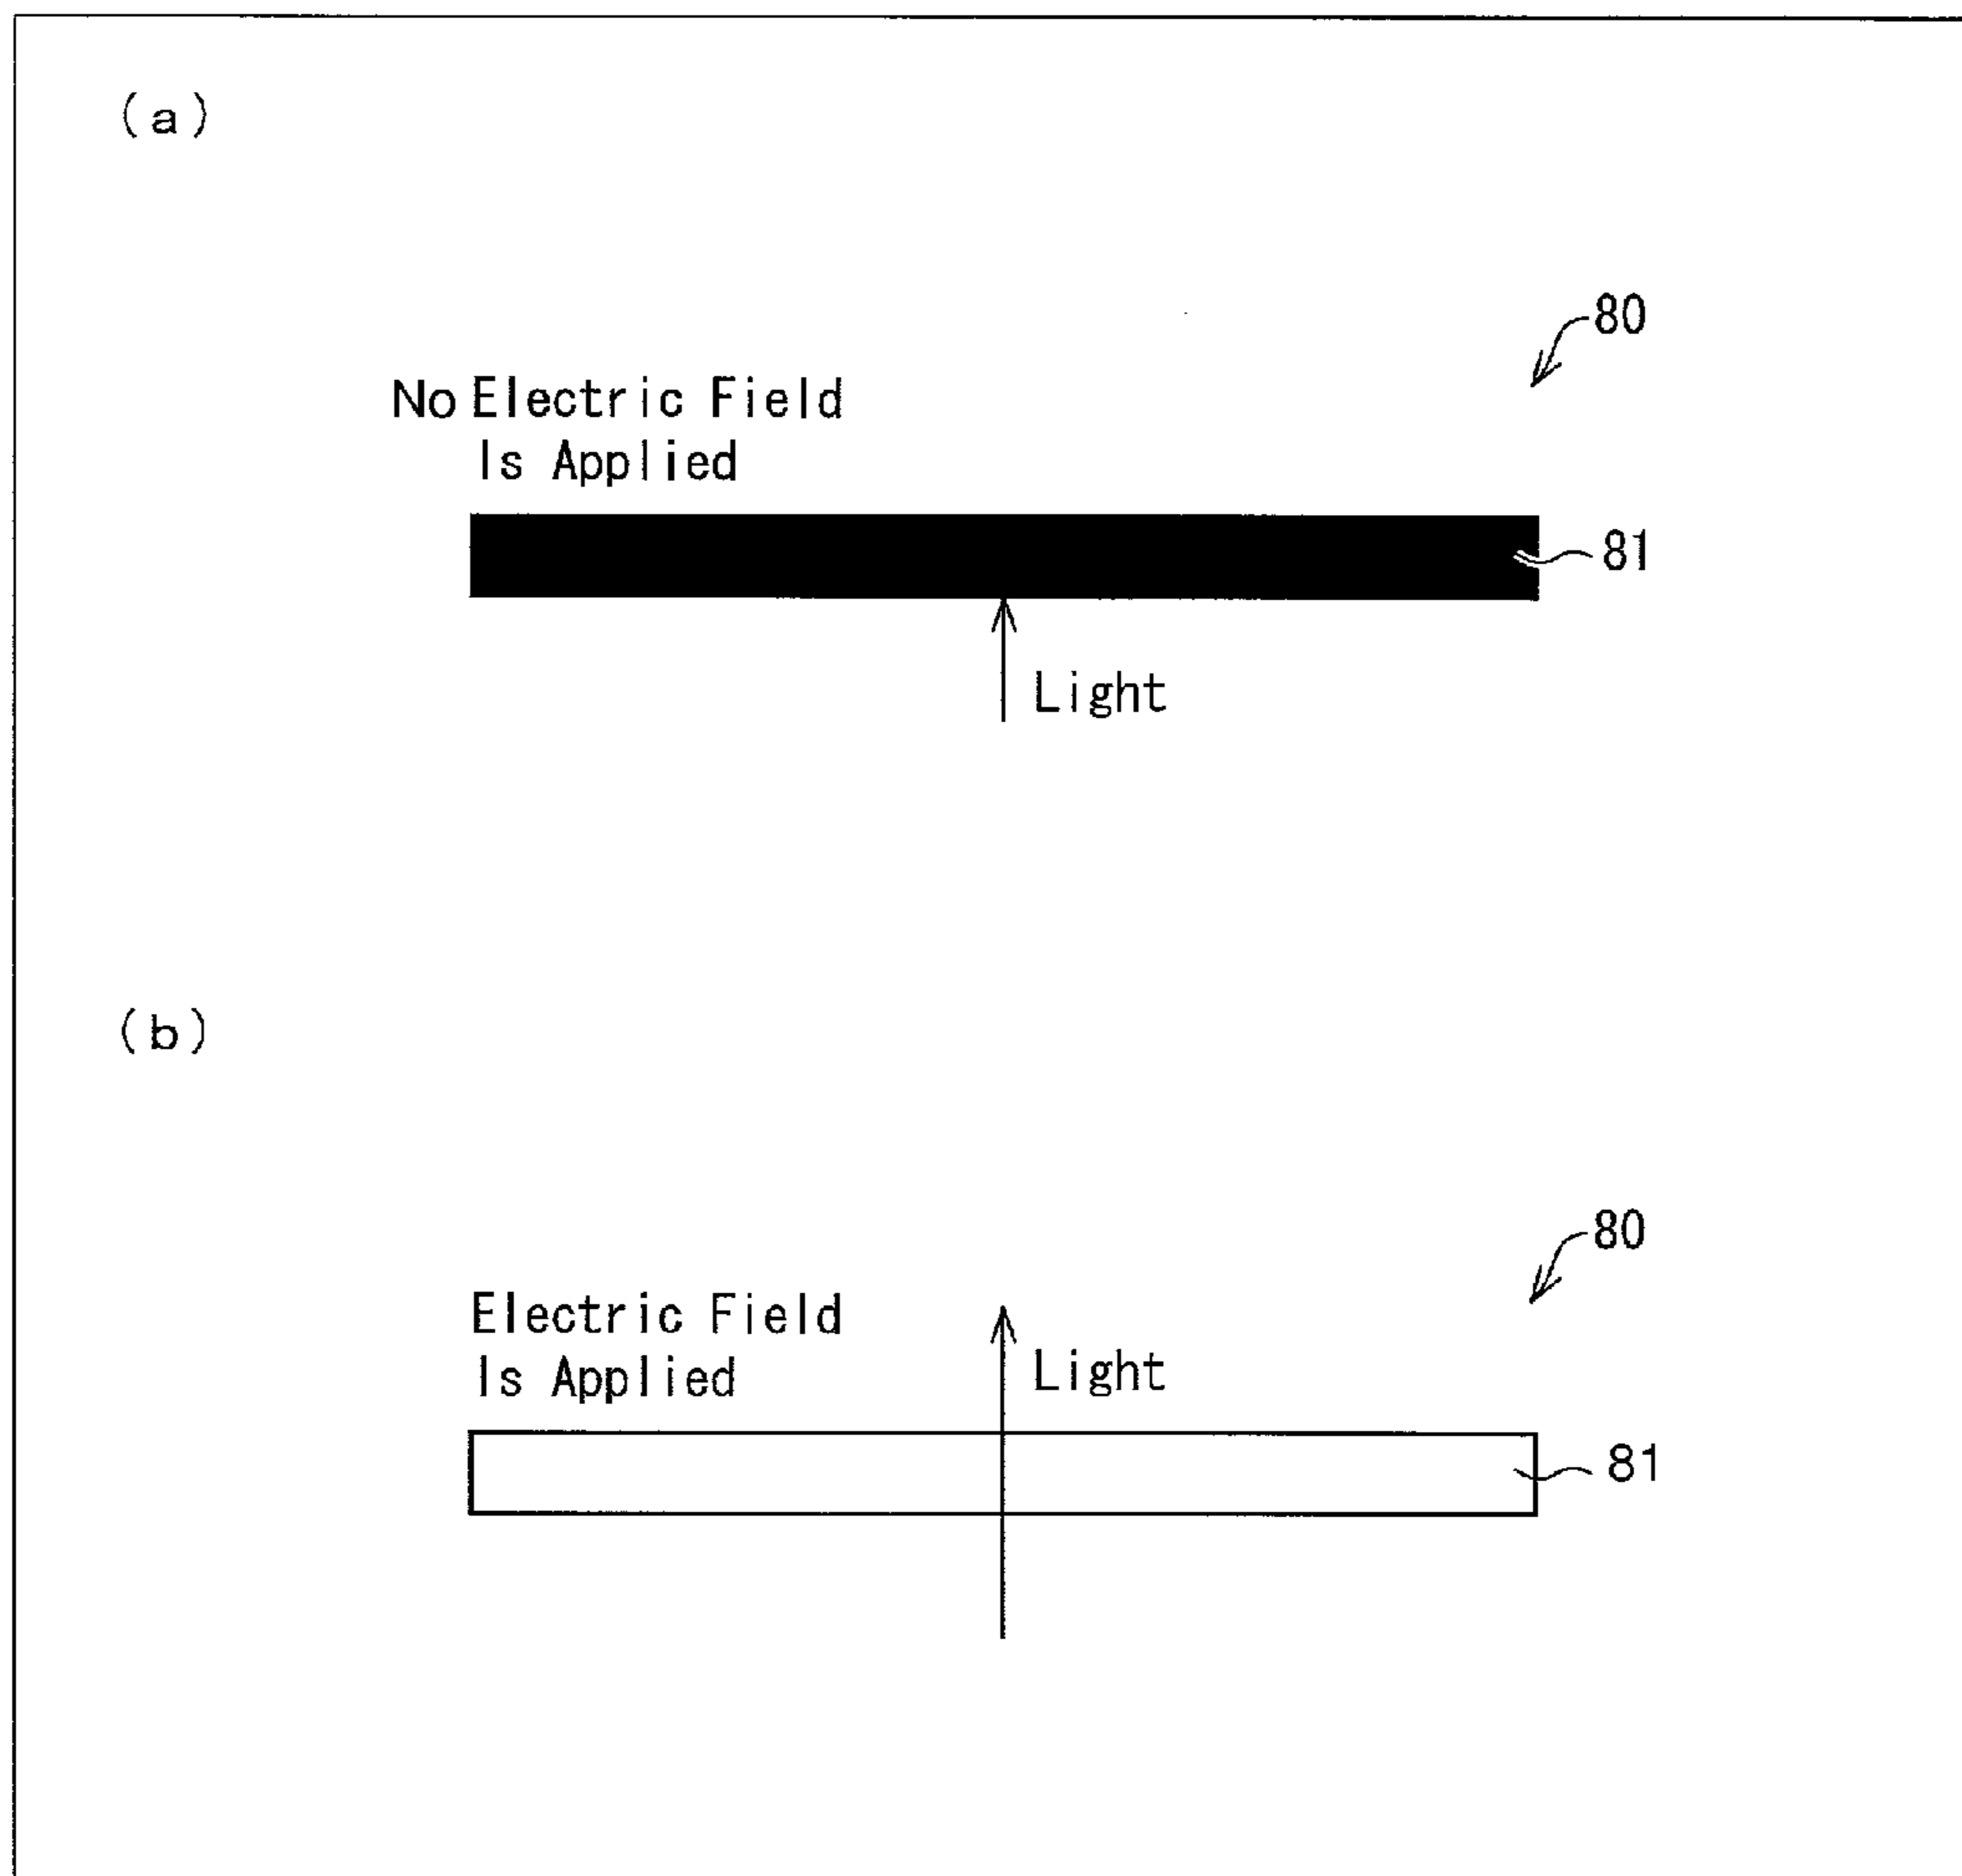 (a)
80
No Electric Field
Is Applied
81
Light
(b)
80
Electric Field
Is Applied
Light
81